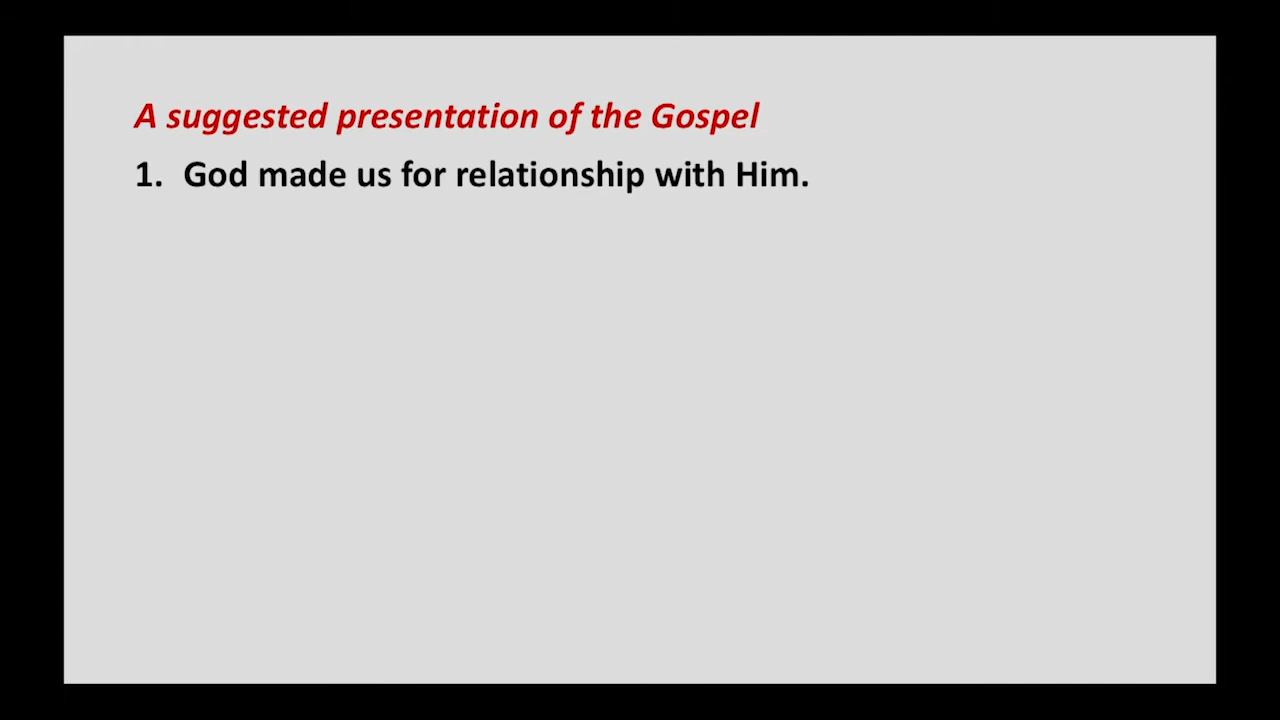 A suggested presentation of the Gospel
1. God made us for relationship with Him.